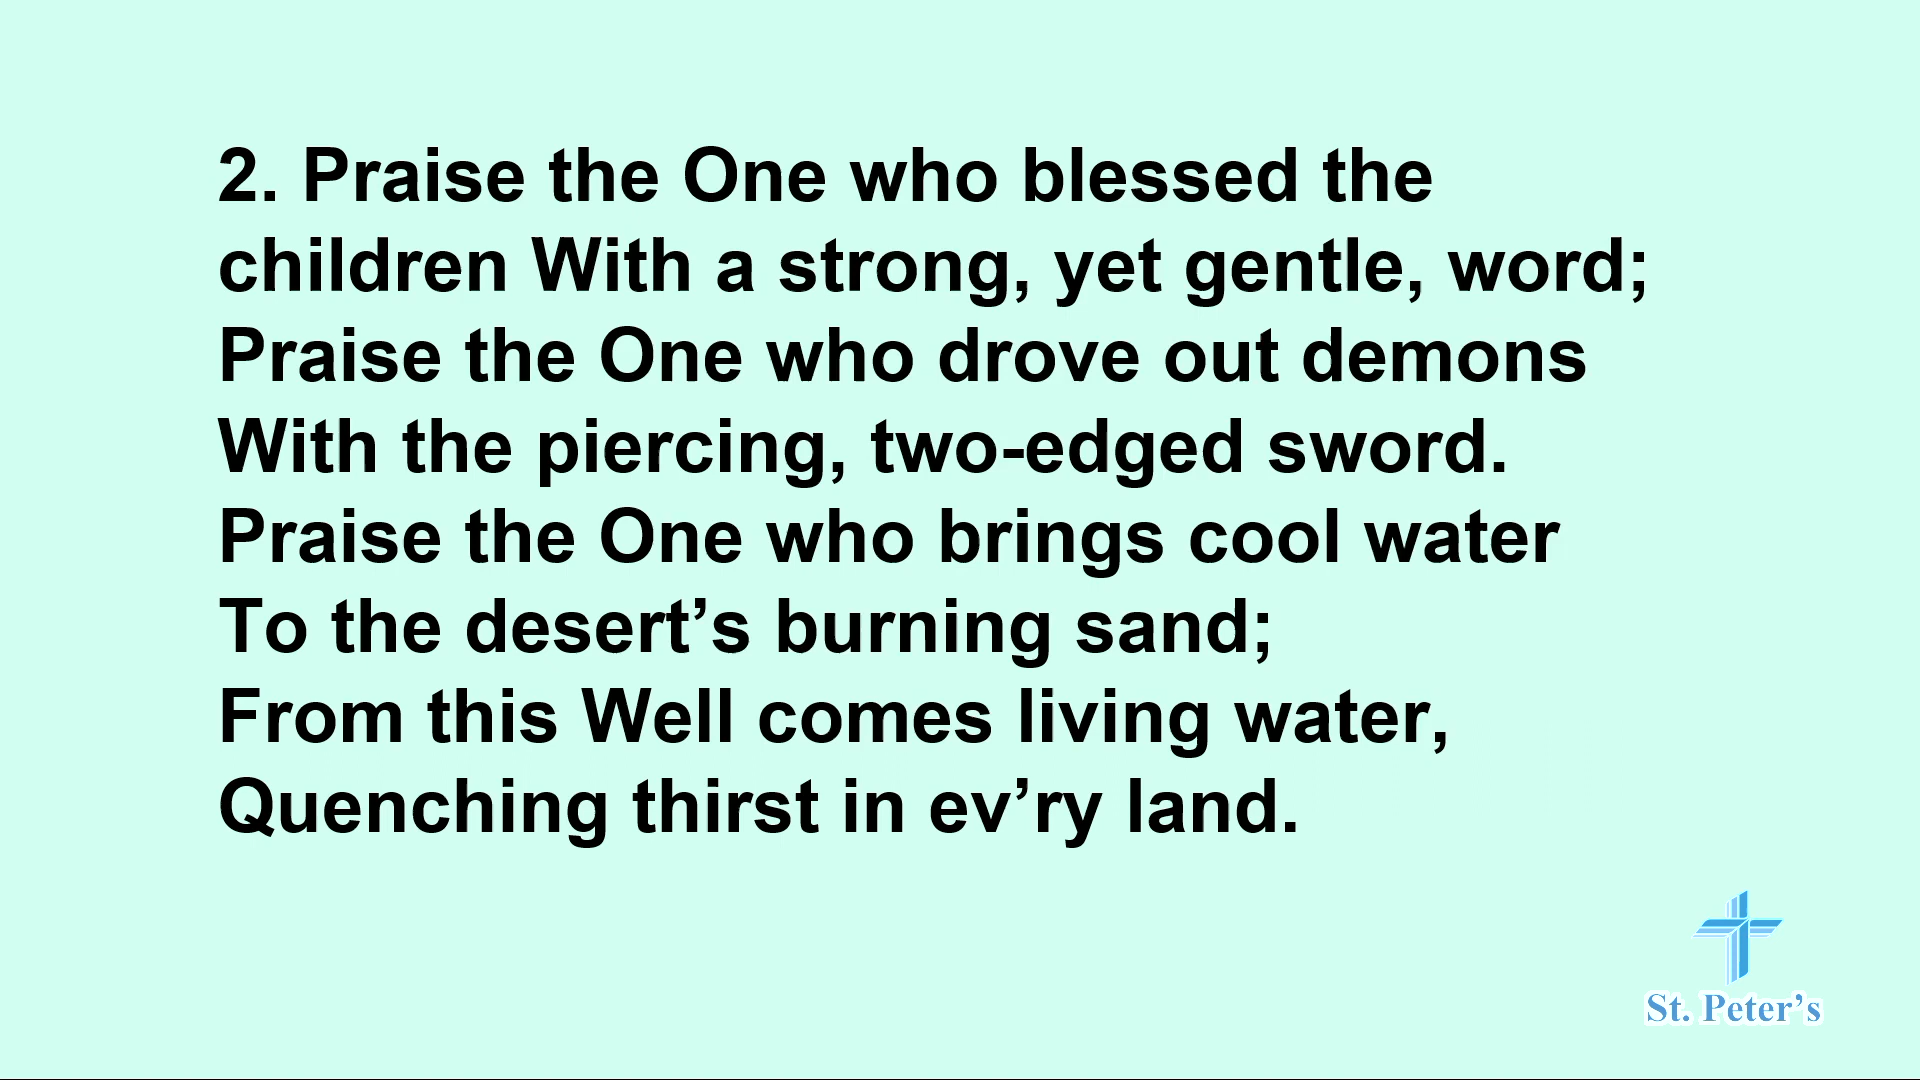 2. Praise the One who blessed the
children With a strong, yet gentle, word;
Praise the One who drove out demons
With the piercing, two-edged sword.
Praise the One who brings cool water
To the desert’s burning sand;
From this Well comes living water,
Quenching thirst in ev’ry land.
St. Peter’s